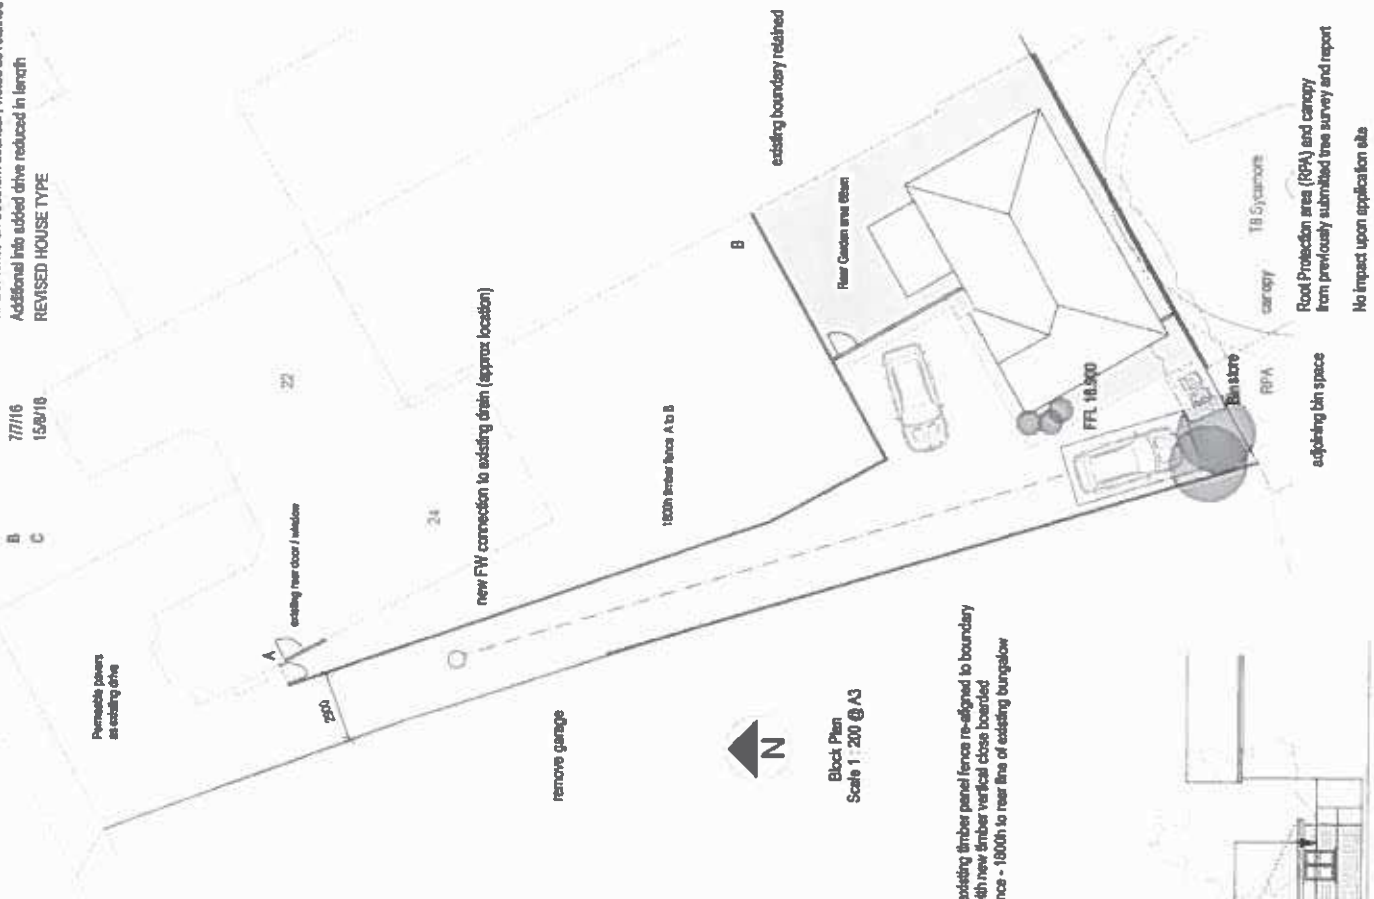 B 7/7/16 Additional info added drive reduced in length
C 15/8/16 REVISED HOUSE TYPE
Permeable pavers
as existing drive
A
existing rear door / window
22
24
2900
new FW connection to existing drain (approx location)
1800h timber fence A to B
existing boundary retained
B
Rear Garden area
remove garage
N
Block Plan
Scale 1 : 200 @ A3
FFL 18.900
Bin store
adjoining bin space
RPA
canopy
T8 Sycamore
Root Protection area (RPA) and canopy
from previously submitted tree survey and report
No impact upon application site
existing timber panel fence re-aligned to boundary
with new timber vertical close boarded
fence - 1800h to rear line of existing bungalow